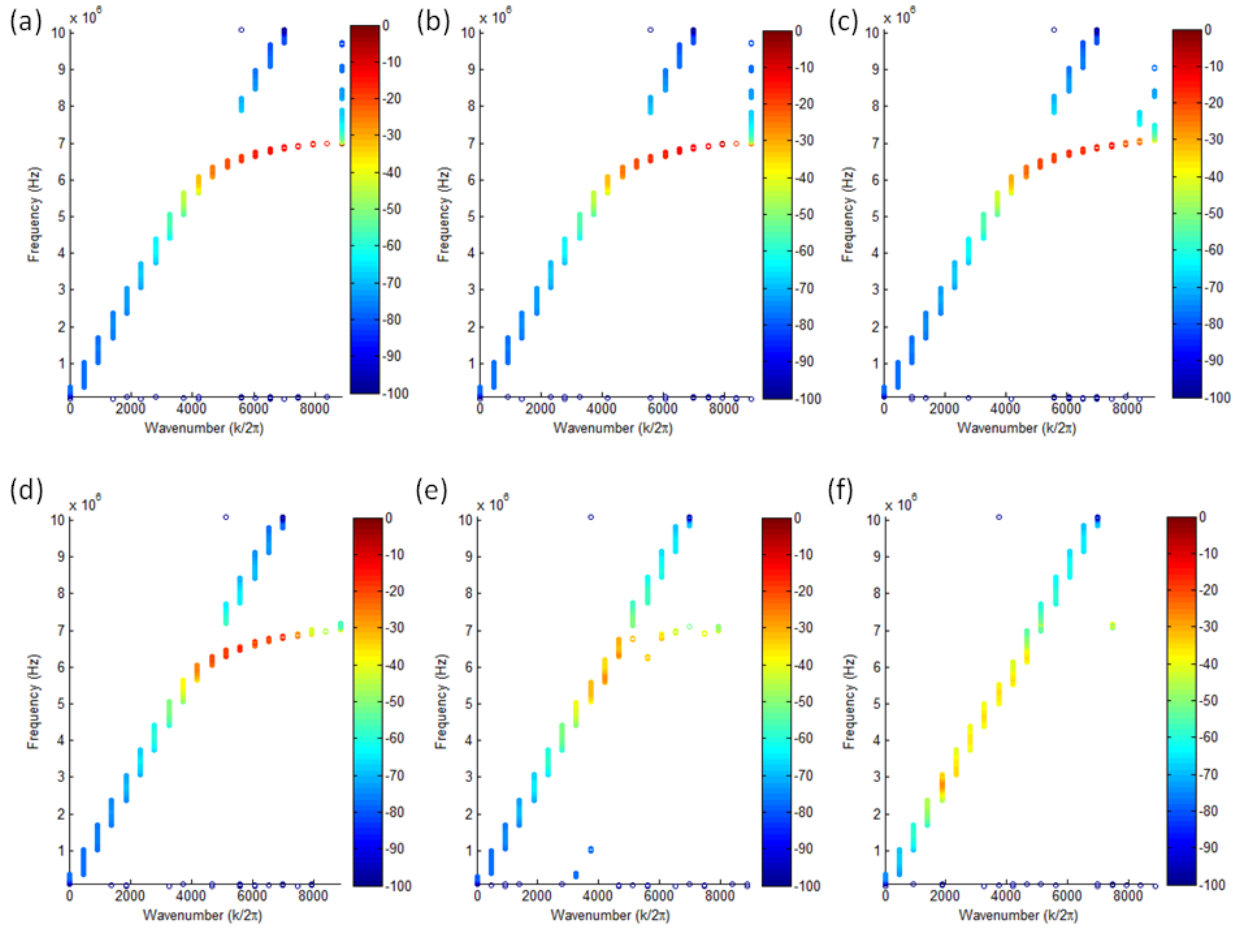 (a) (b) (c)
x 10⁶ x 10⁶ x 10⁶
10 0 10 0 10 0
9 -10 9 -10 9 -10
8 -20 8 -20 8 -20
7 -30 7 -30 7 -30
6 -40 6 -40 6 -40
5 -50 5 -50 5 -50
4 -60 4 -60 4 -60
3 -70 3 -70 3 -70
2 -80 2 -80 2 -80
1 -90 1 -90 1 -90
-100 -100 -100
Frequency (Hz) Frequency (Hz) Frequency (Hz)
0 2000 4000 6000 8000 0 2000 4000 6000 8000 0 2000 4000 6000 8000
Wavenumber (k/2π) Wavenumber (k/2π) Wavenumber (k/2π)
(d) (e) (f)
x 10⁶ x 10⁶ x 10⁶
10 0 10 0 10 0
9 -10 9 -10 9 -10
8 -20 8 -20 8 -20
7 -30 7 -30 7 -30
6 -40 6 -40 6 -40
5 -50 5 -50 5 -50
4 -60 4 -60 4 -60
3 -70 3 -70 3 -70
2 -80 2 -80 2 -80
1 -90 1 -90 1 -90
-100 -100 -100
Frequency (Hz) Frequency (Hz) Frequency (Hz)
0 2000 4000 6000 8000 0 2000 4000 6000 8000 0 2000 4000 6000 8000
Wavenumber (k/2π) Wavenumber (k/2π) Wavenumber (k/2π)